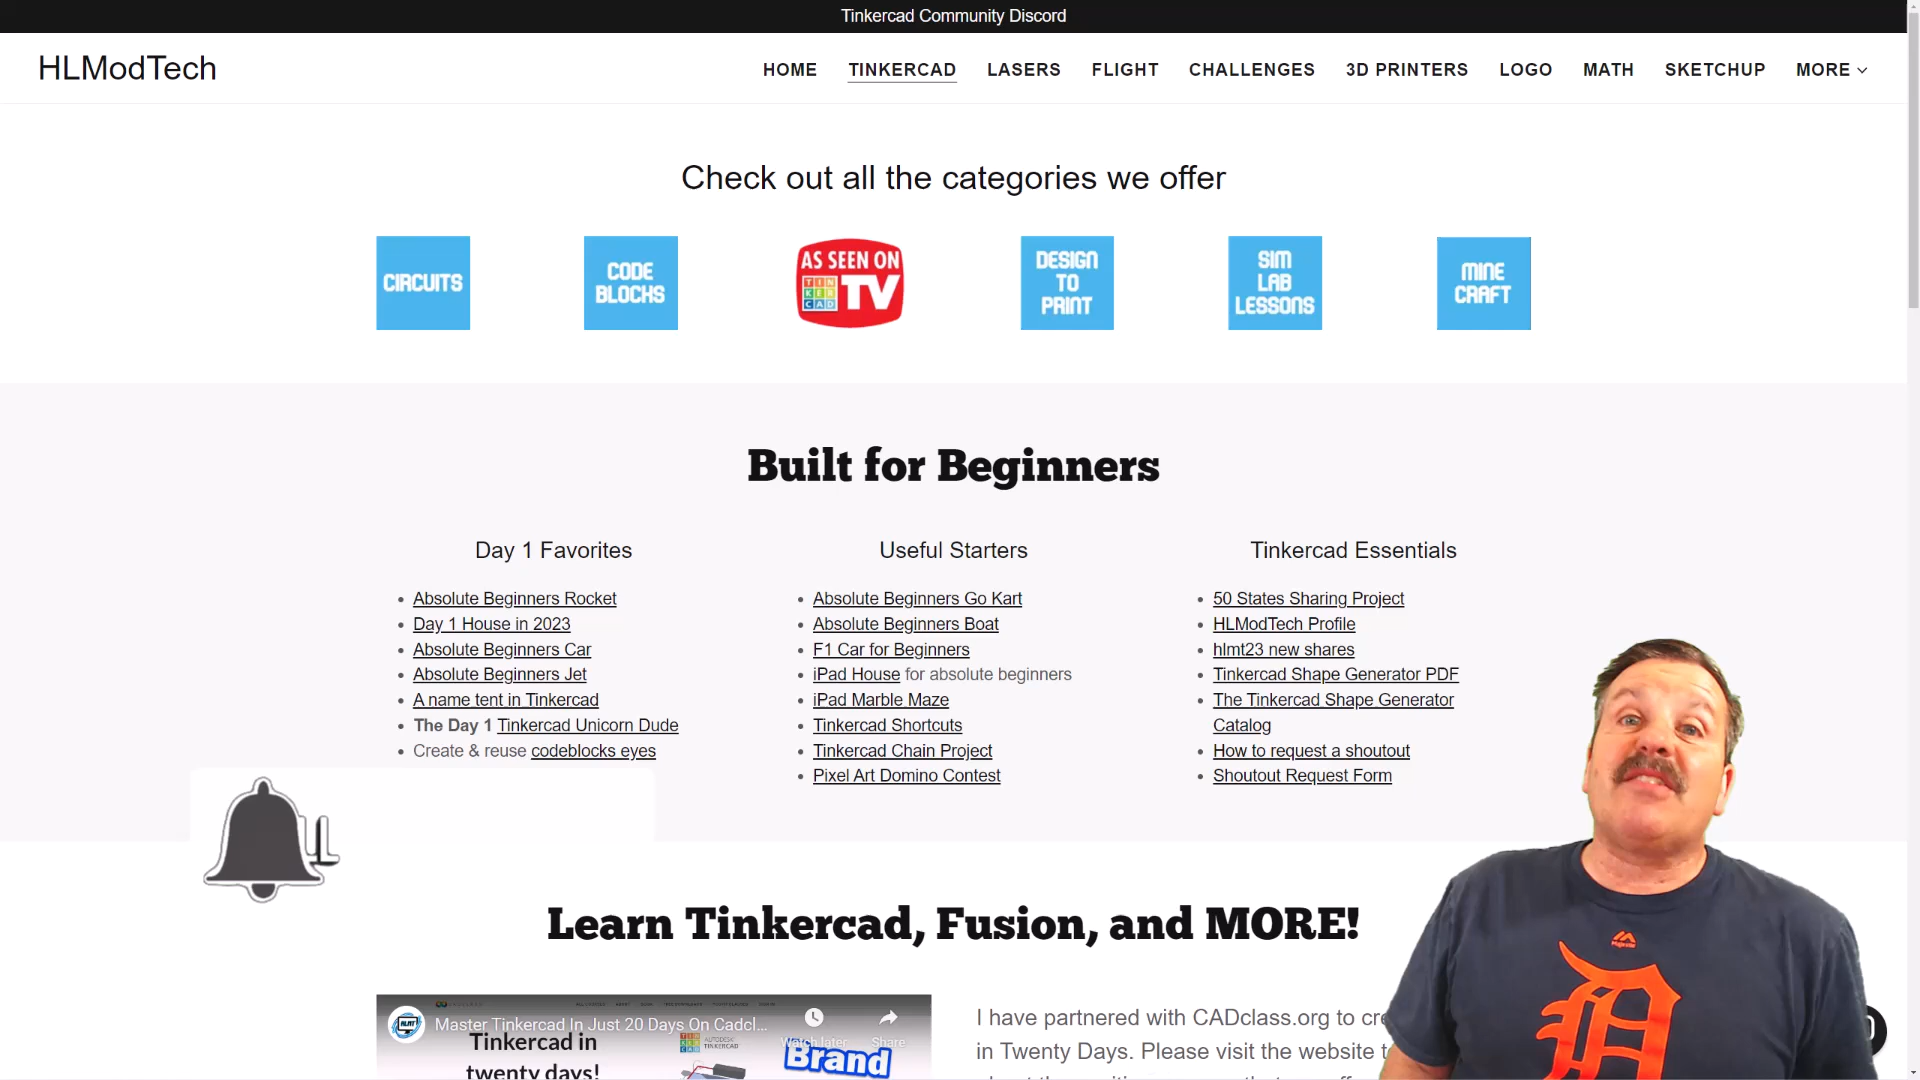 Tinkercad Community Discord
HLModTech
HOME TINKERCAD LASERS FLIGHT CHALLENGES 3D PRINTERS LOGO MATH SKETCHUP MORE
Check out all the categories we offer
CIRCUITS
CODE
BLOCKS
AS SEEN ON
TIN
KER
CAD
TV
DESIGN
TO
PRINT
SIM
LAB
LESSONS
MINE
CRAFT
Built for Beginners
Day 1 Favorites
Absolute Beginners Rocket
Day 1 House in 2023
Absolute Beginners Car
Absolute Beginners Jet
A name tent in Tinkercad
The Day 1 Tinkercad Unicorn Dude
Create & reuse codeblocks eyes
Useful Starters
Absolute Beginners Go Kart
Absolute Beginners Boat
F1 Car for Beginners
iPad House for absolute beginners
iPad Marble Maze
Tinkercad Shortcuts
Tinkercad Chain Project
Pixel Art Domino Contest
Tinkercad Essentials
50 States Sharing Project
HLModTech Profile
hlmt23 new shares
Tinkercad Shape Generator PDF
The Tinkercad Shape Generator
Catalog
How to request a shoutout
Shoutout Request Form
Learn Tinkercad, Fusion, and MORE!
HLMT
Master Tinkercad In Just 20 Days On Cadcl...
Watch later
Share
Tinkercad in
twenty days!
AUTODESK
TINKERCAD
Brand
I have partnered with CADclass.org to cre
in Twenty Days. Please visit the website t
Majestic